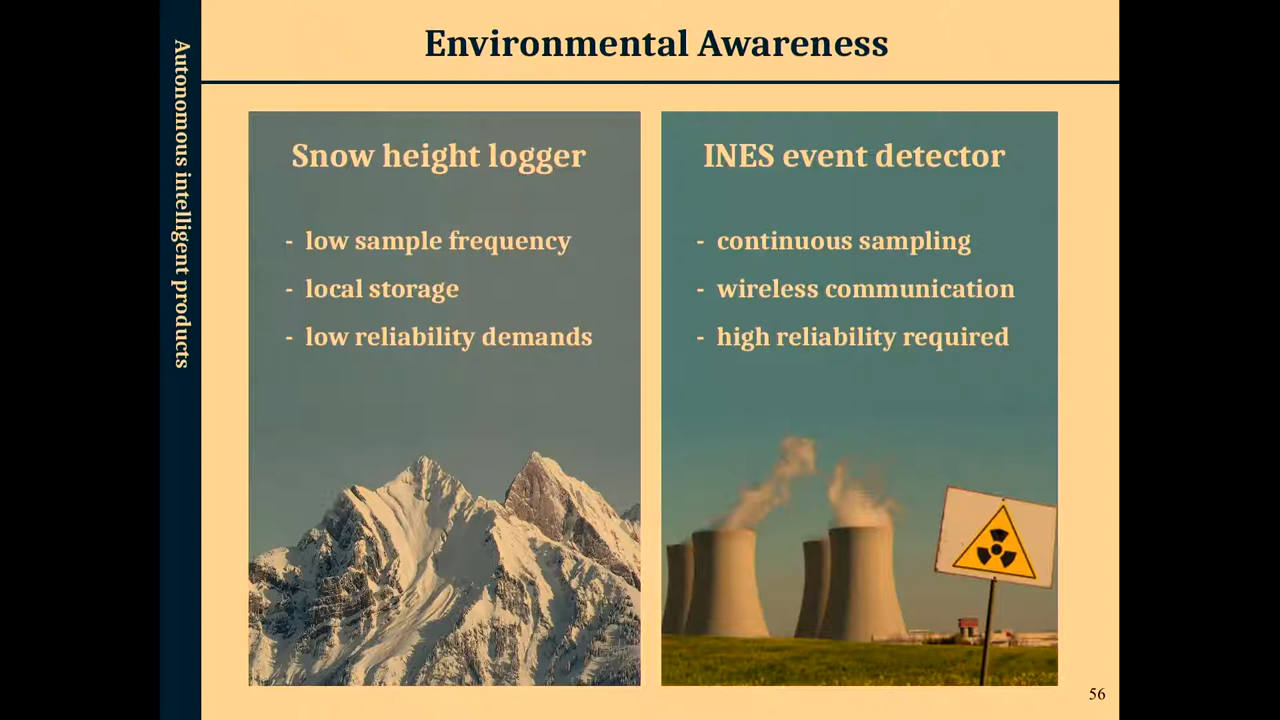 Environmental Awareness
Autonomous intelligent products
Snow height logger
- low sample frequency
- local storage
- low reliability demands
INES event detector
- continuous sampling
- wireless communication
- high reliability required
56